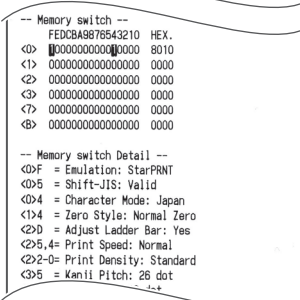 -- Memory switch --
FEDCBA9876543210 HEX.
<0> 1000000000010000 8010
<1> 0000000000000000 0000
<2> 0000000000000000 0000
<3> 0000000000000000 0000
<7> 0000000000000000 0000
<B> 0000000000000000 0000
-- Memory switch Detail --
<0>F = Emulation: StarPRNT
<0>5 = Shift-JIS: Valid
<0>4 = Character Mode: Japan
<1>4 = Zero Style: Normal Zero
<2>D = Adjust Ladder Bar: Yes
<2>5,4= Print Speed: Normal
<2>2-0= Print Density: Standard
<3>5 = Kanji Pitch: 26 dot